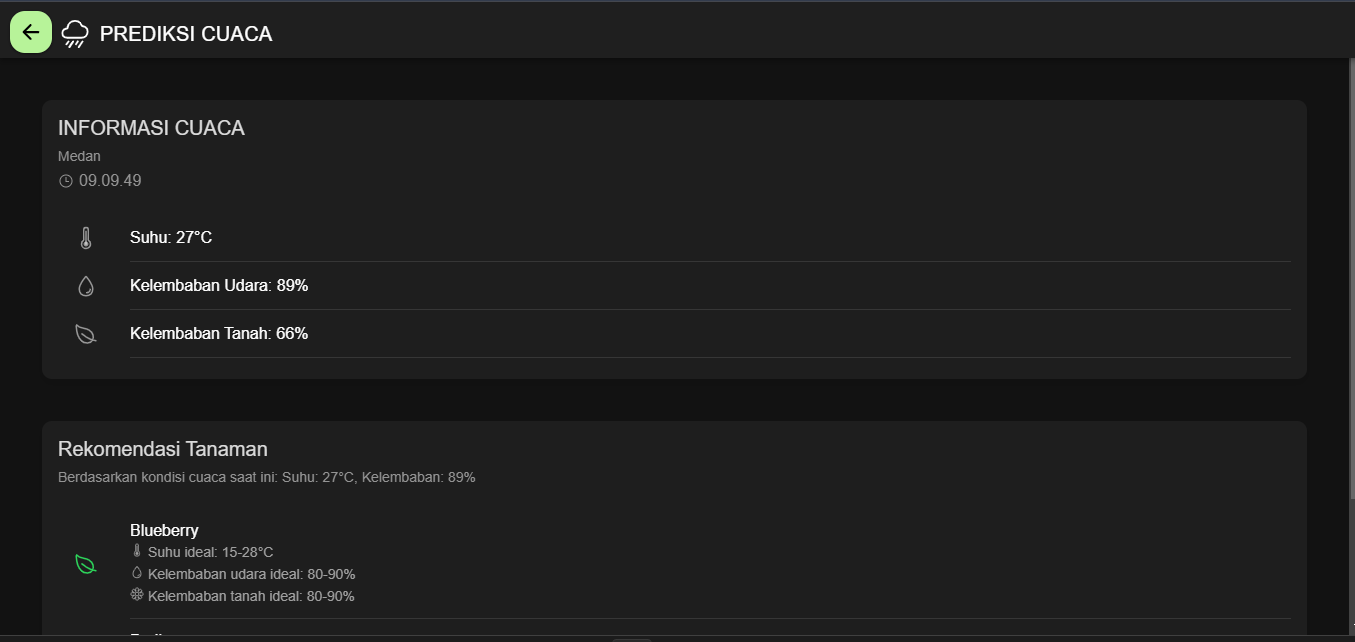 PREDIKSI CUACA
INFORMASI CUACA
Medan
09.09.49
Suhu: 27°C
Kelembaban Udara: 89%
Kelembaban Tanah: 66%
Rekomendasi Tanaman
Berdasarkan kondisi cuaca saat ini: Suhu: 27°C, Kelembaban: 89%
Blueberry
Suhu ideal: 15-28°C
Kelembaban udara ideal: 80-90%
Kelembaban tanah ideal: 80-90%